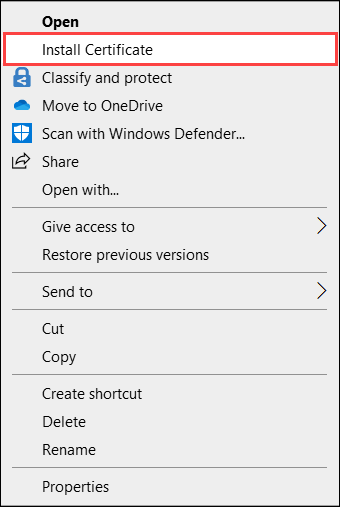 Open
Install Certificate
Classify and protect
Move to OneDrive
Scan with Windows Defender...
Share
Open with...
Give access to
Restore previous versions
Send to
Cut
Copy
Create shortcut
Delete
Rename
Properties